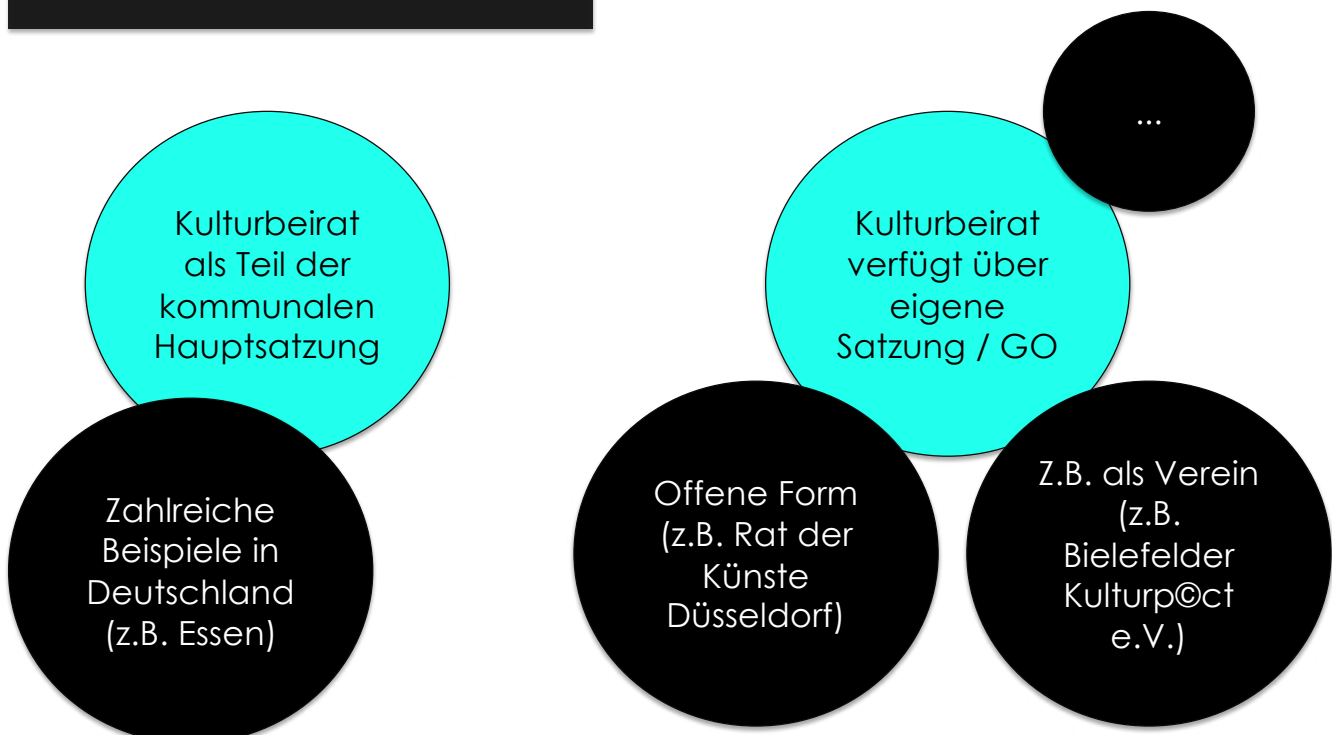 ...
Kulturbeirat
als Teil der
kommunalen
Hauptsatzung
Zahlreiche
Beispiele in
Deutschland
(z.B. Essen)
Kulturbeirat
verfügt über
eigene
Satzung / GO
Offene Form
(z.B. Rat der
Künste
Düsseldorf)
Z.B. als Verein
(z.B.
Bielefelder
Kulturp©ct
e.V.)